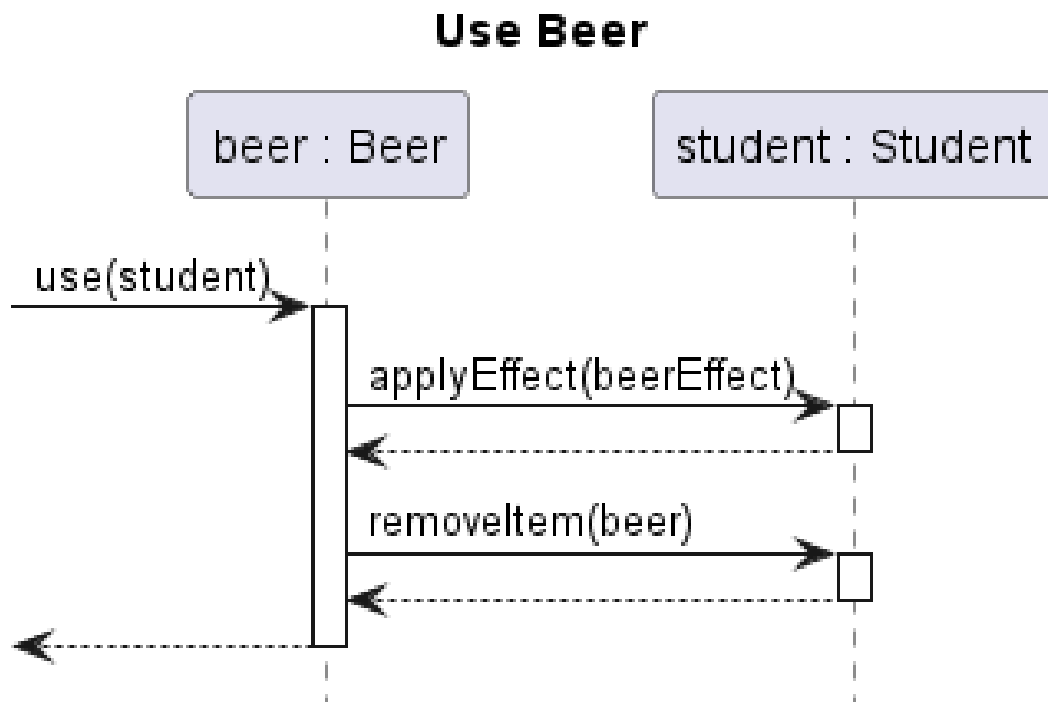 Use Beer
beer : Beer
student : Student
use(student)
applyEffect(beerEffect)
removeItem(beer)